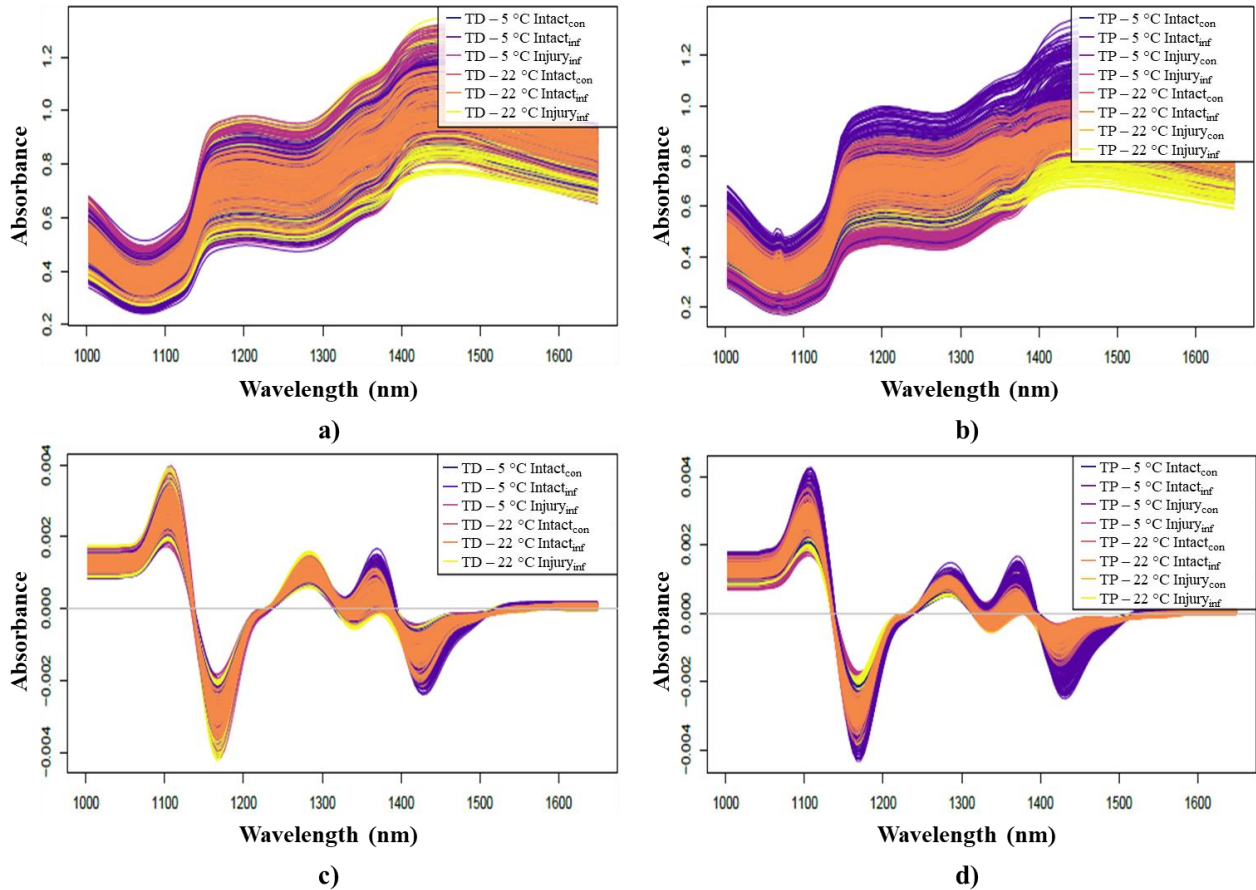 TD – 5 °C Intactcon
TD – 5 °C Intactinf
TD – 5 °C Injuryinf
TD – 22 °C Intactcon
TD – 22 °C Intactinf
TD – 22 °C Injuryinf
Absorbance
1.2
1.0
0.8
0.6
0.4
0.2
1000 1100 1200 1300 1400 1500 1600
Wavelength (nm)
a)
TP – 5 °C Intactcon
TP – 5 °C Intactinf
TP – 5 °C Injurycon
TP – 5 °C Injuryinf
TP – 22 °C Intactcon
TP – 22 °C Intactinf
TP – 22 °C Injurycon
TP – 22 °C Injuryinf
Absorbance
1.2
1.0
0.8
0.6
0.4
0.2
1000 1100 1200 1300 1400 1500 1600
Wavelength (nm)
b)
TD – 5 °C Intactcon
TD – 5 °C Intactinf
TD – 5 °C Injuryinf
TD – 22 °C Intactcon
TD – 22 °C Intactinf
TD – 22 °C Injuryinf
Absorbance
0.004
0.002
0.000
−0.002
−0.004
1000 1100 1200 1300 1400 1500 1600
Wavelength (nm)
c)
TP – 5 °C Intactcon
TP – 5 °C Intactinf
TP – 5 °C Injurycon
TP – 5 °C Injuryinf
TP – 22 °C Intactcon
TP – 22 °C Intactinf
TP – 22 °C Injurycon
TP – 22 °C Injuryinf
Absorbance
0.004
0.002
0.000
−0.002
−0.004
1000 1100 1200 1300 1400 1500 1600
Wavelength (nm)
d)